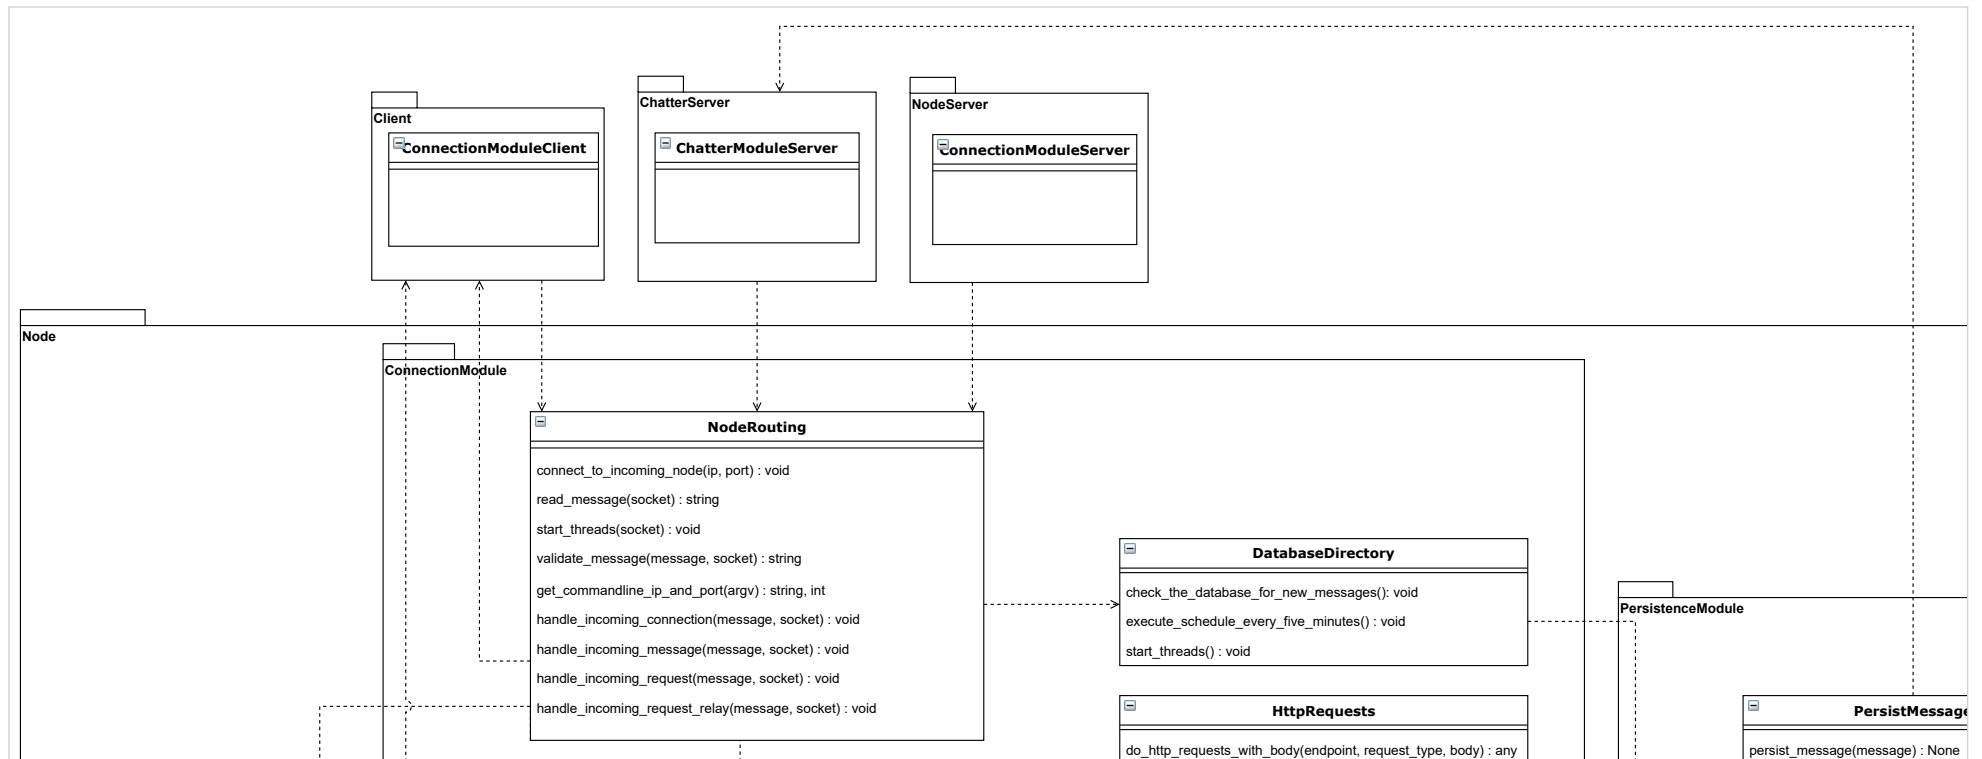 ChatterServer
NodeServer
Client
ConnectionModuleClient
ChatterModuleServer
ConnectionModuleServer
Node
ConnectionModule
NodeRouting
connect_to_incoming_node(ip, port) : void
read_message(socket) : string
start_threads(socket) : void
validate_message(message, socket) : string
get_commandline_ip_and_port(argv) : string, int
handle_incoming_connection(message, socket) : void
handle_incoming_message(message, socket) : void
handle_incoming_request(message, socket) : void
handle_incoming_request_relay(message, socket) : void
DatabaseDirectory
check_the_database_for_new_messages(): void
execute_schedule_every_five_minutes() : void
start_threads() : void
HttpRequests
do_http_requests_with_body(endpoint, request_type, body) : any
PersistenceModule
PersistMessage
persist_message(message) : None